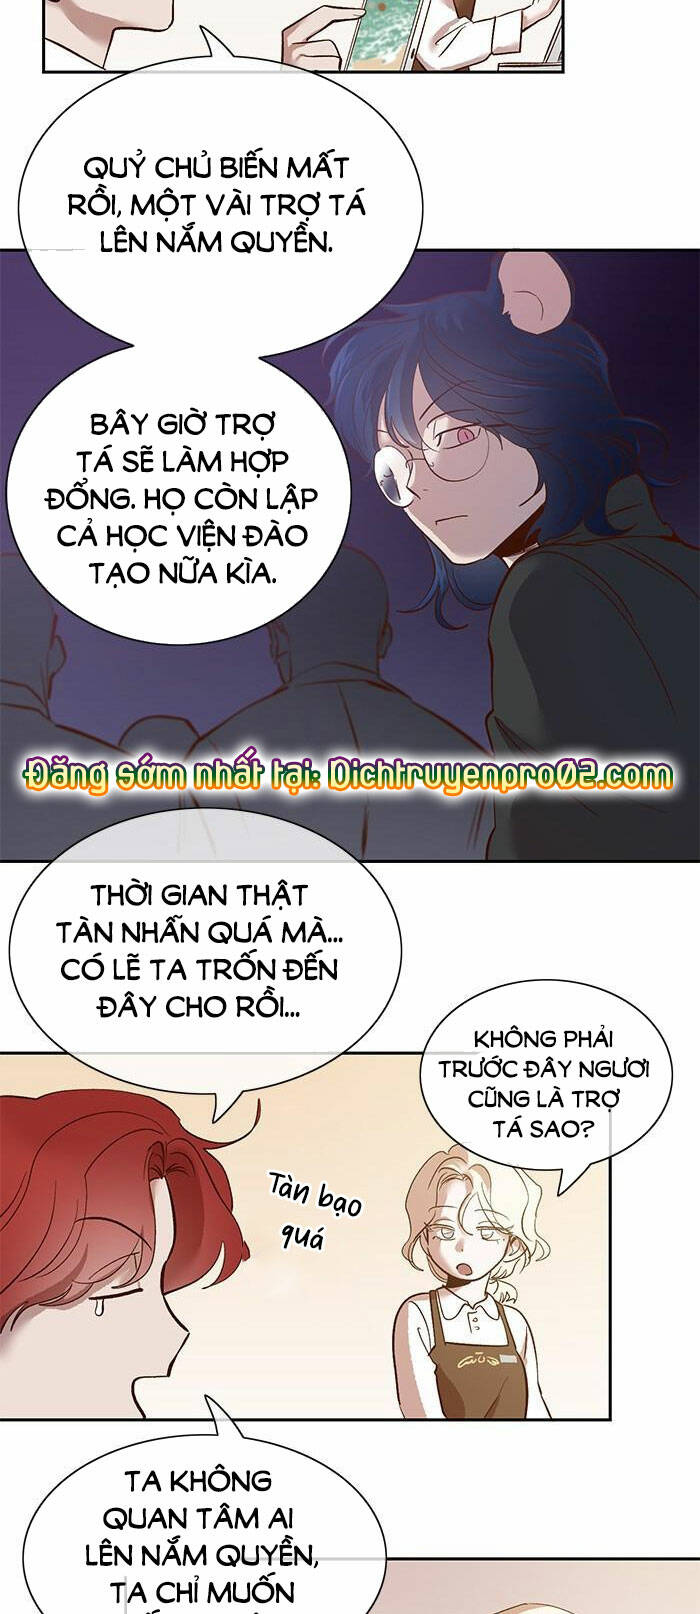 QUỶ CHỦ BIẾN MẤT
RỒI, MỘT VÀI TRỢ TÁ
LÊN NẮM QUYỀN.
BÂY GIỜ TRỢ
TÁ SẼ LÀM HỢP
ĐỒNG. HỌ CÒN LẬP
CẢ HỌC VIỆN ĐÀO
TẠO NỮA KÌA.
Đăng sớm nhất tại: Dichtruyenpro02.com
THỜI GIAN THẬT
TÀN NHẪN QUÁ MÀ...
CÓ LẼ TA TRỐN ĐẾN
ĐÂY CHO RỒI...
KHÔNG PHẢI
TRƯỚC ĐÂY NGƯƠI
CŨNG LÀ TRỢ
TÁ SAO?
Tàn bạo
quá
TA KHÔNG
QUAN TÂM AI
LÊN NẮM QUYỀN,
TA CHỈ MUỐN